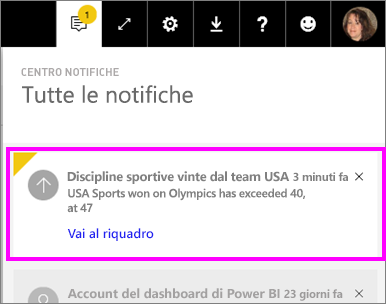 1
?
CENTRO NOTIFICHE
Tutte le notifiche
Discipline sportive vinte dal team USA 3 minuti fa
USA Sports won on Olympics has exceeded 40,
at 47
Vai al riquadro
Account del dashboard di Power BI 23 giorni fa